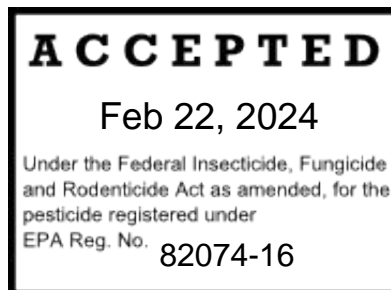 ACCEPTED
Feb 22, 2024
Under the Federal Insecticide, Fungicide
and Rodenticide Act as amended, for the
pesticide registered under
EPA Reg. No. 82074-16